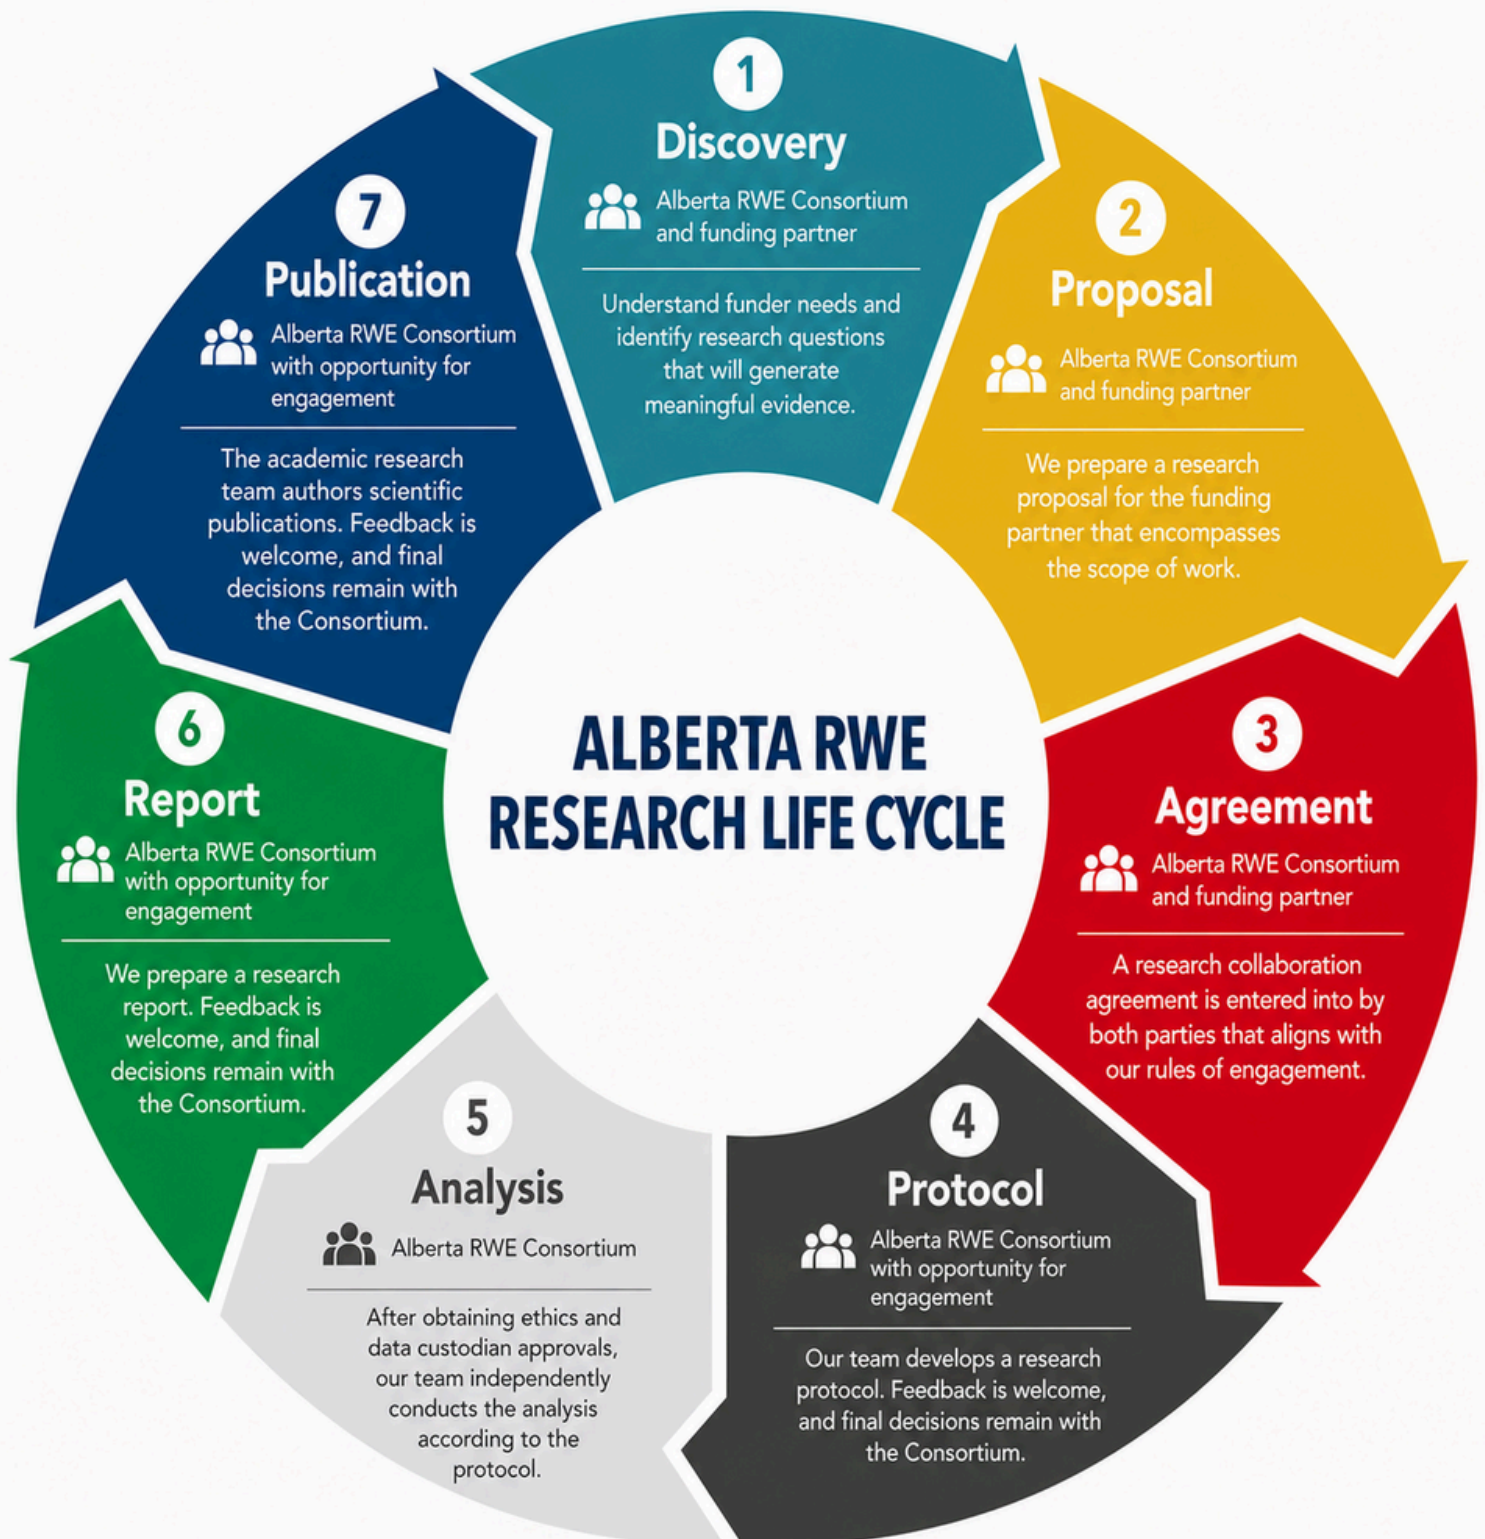 1
Discovery
Alberta RWE Consortium
and funding partner
Understand funder needs and
identify research questions
that will generate
meaningful evidence.
2
Proposal
Alberta RWE Consortium
and funding partner
We prepare a research
proposal for the funding
partner that encompasses
the scope of work.
3
Agreement
Alberta RWE Consortium
and funding partner
A research collaboration
agreement is entered into by
both parties that aligns with
our rules of engagement.
4
Protocol
Alberta RWE Consortium
with opportunity for
engagement
Our team develops a research
protocol. Feedback is welcome,
and final decisions remain with
the Consortium.
5
Analysis
Alberta RWE Consortium
After obtaining ethics and
data custodian approvals,
our team independently
conducts the analysis
according to the
protocol.
6
Report
Alberta RWE Consortium
with opportunity for
engagement
We prepare a research
report. Feedback is
welcome, and final
decisions remain with
the Consortium.
7
Publication
Alberta RWE Consortium
with opportunity for
engagement
The academic research
team authors scientific
publications. Feedback is
welcome, and final
decisions remain with
the Consortium.
ALBERTA RWE
RESEARCH LIFE CYCLE